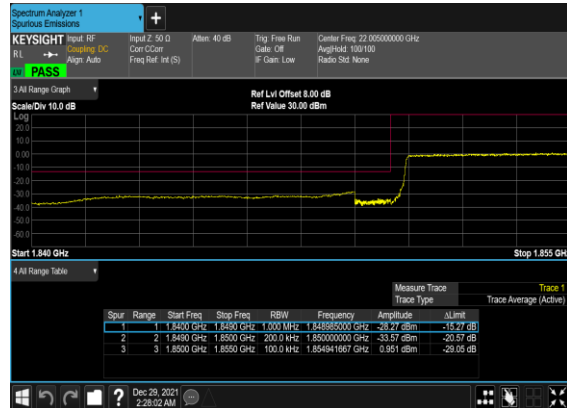 Spectrum Analyzer 1
Spurious Emissions
KEYSIGHT Input: RF Input Z: 50 Ω Atten: 40 dB Trig: Free Run Center Freq: 22.005000000 GHz
RL Coupling: DC Corr CCorr Gate: Off Avg|Hold: 100/100
Align: Auto Freq Ref: Int (S) IF Gain: Low Radio Std: None
LW PASS
3 All Range Graph
Ref Lvl Offset 8.00 dB
Scale/Div 10.0 dB Ref Value 30.00 dBm
Log
20.0
10.0
0.00
-10.0
-20.0
-30.0
-40.0
-50.0
-60.0
Start 1.840 GHz Stop 1.855 GH
4 All Range Table
Measure Trace Trace 1
Trace Type Trace Average (Active)
Spur Range Start Freq Stop Freq RBW Frequency Amplitude ΔLimit
1 1 1.8400 GHz 1.8490 GHz 1.000 MHz 1.848985000 GHz -28.27 dBm -15.27 dB
2 2 1.8490 GHz 1.8500 GHz 200.0 kHz 1.850000000 GHz -33.57 dBm -20.57 dB
3 3 1.8500 GHz 1.8550 GHz 100.0 kHz 1.854941667 GHz 0.951 dBm -29.05 dB
? Dec 29, 2021
2:28:02 AM